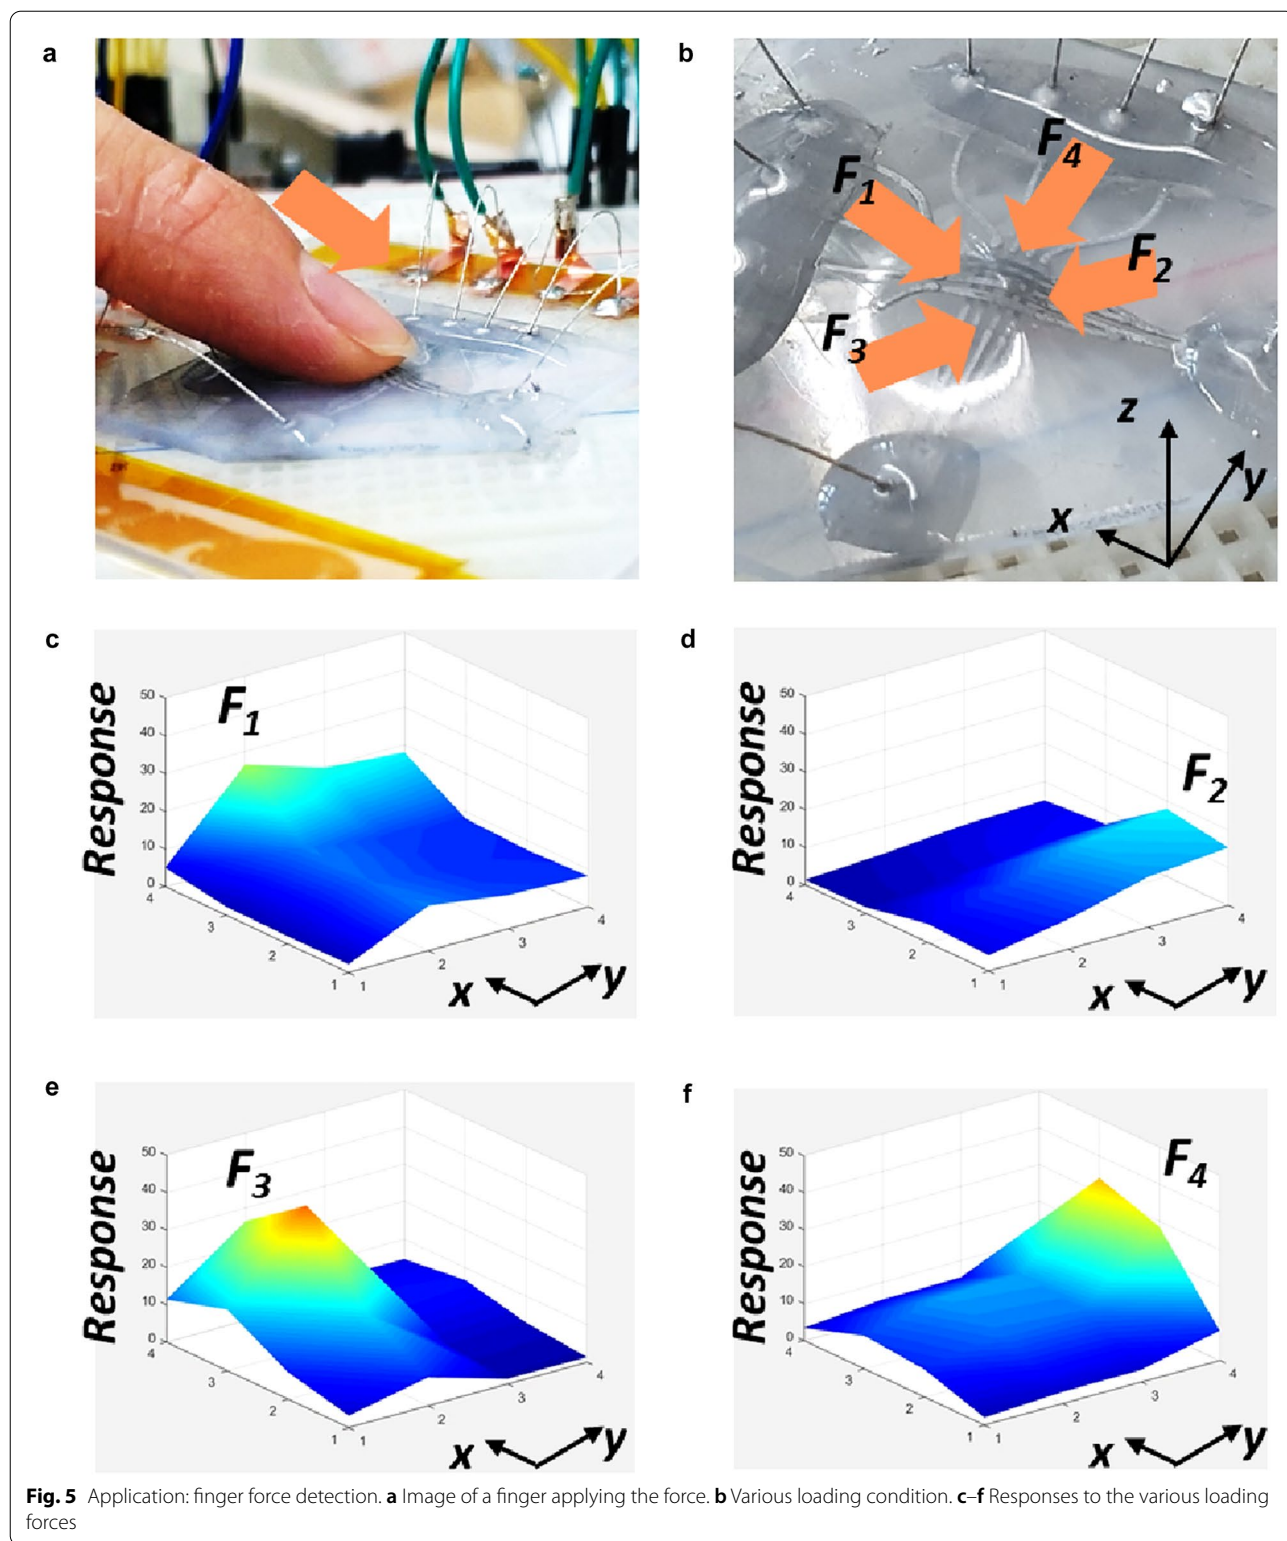 a
b
F1
F4
F2
F3
z
y
x
c
d
Response
50
40
30
20
10
0
F1
4
3
2
1
1
2
3
4
x
y
Response
50
40
30
20
10
0
F2
4
3
2
1
1
2
3
4
x
y
e
f
Response
50
40
30
20
10
0
F3
4
3
2
1
1
2
3
4
x
y
Response
50
40
30
20
10
0
F4
4
3
2
1
1
2
3
4
x
y
Fig. 5 Application: finger force detection. a Image of a finger applying the force. b Various loading condition. c–f Responses to the various loading
forces